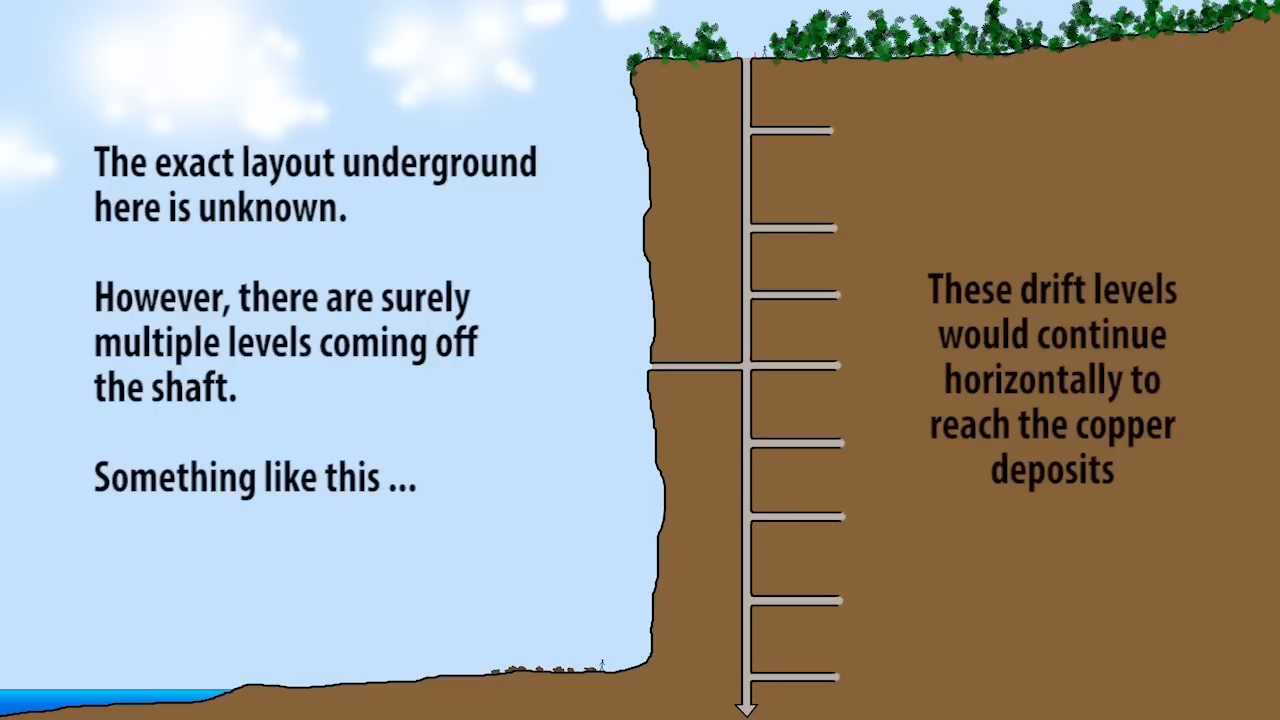 The exact layout underground
here is unknown.
However, there are surely
multiple levels coming off
the shaft.
Something like this ...
These drift levels
would continue
horizontally to
reach the copper
deposits